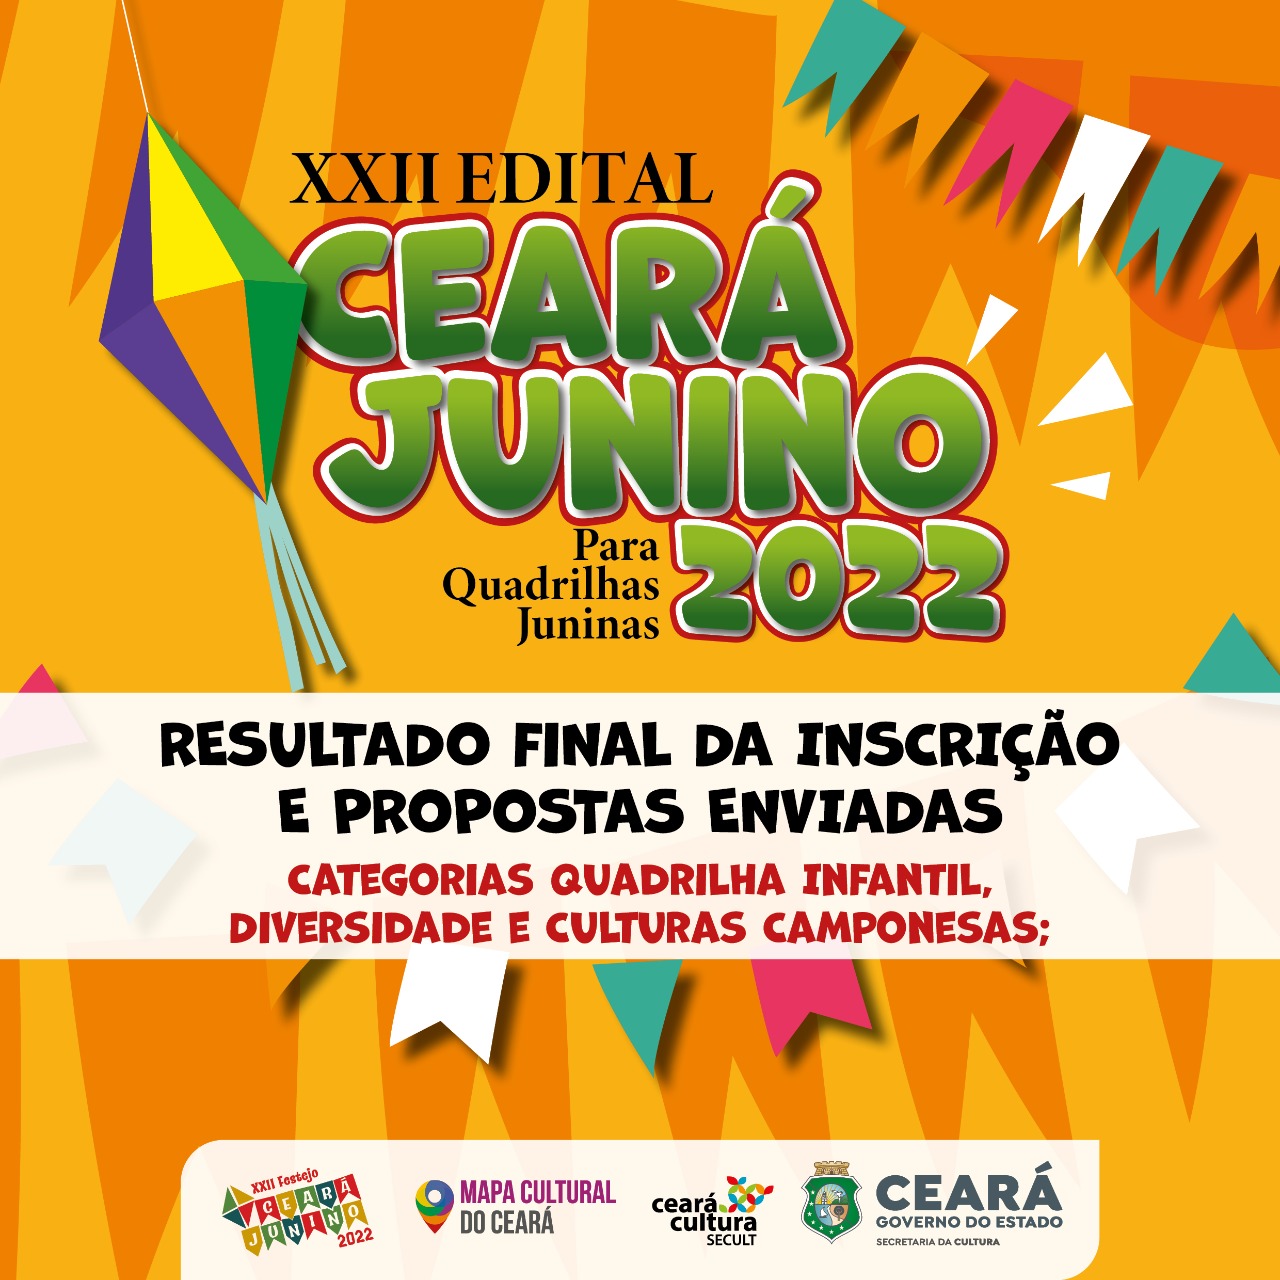 XXII EDITAL
CEARÁ
JUNINO
Para
Quadrilhas
Juninas
2022
RESULTADO FINAL DA INSCRIÇÃO
E PROPOSTAS ENVIADAS
CATEGORIAS QUADRILHA INFANTIL,
DIVERSIDADE E CULTURAS CAMPONESAS;
XXII Festejo
CEARÁ
JUNINO
2022
MAPA CULTURAL
DO CEARÁ
ceará
cultura
SECULT
CEARÁ
GOVERNO DO ESTADO
SECRETARIA DA CULTURA